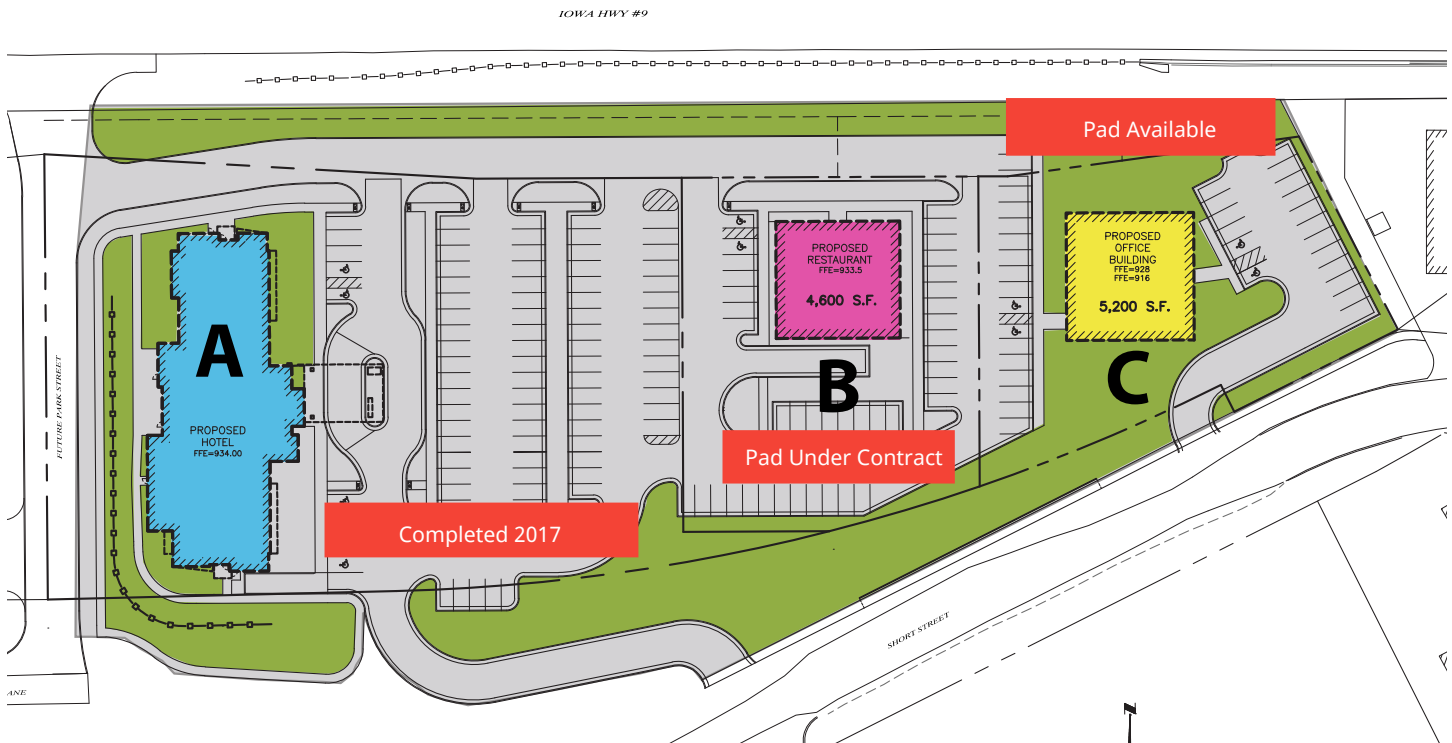 IOWA HWY #9
Pad Available
PROPOSED
RESTAURANT
FFE=933.5
4,600 S.F.
PROPOSED
OFFICE
BUILDING
FFE=928
FFE=916
5,200 S.F.
A
B
C
FUTURE PARK STREET
PROPOSED
HOTEL
FFE=934.00
Pad Under Contract
Completed 2017
SHORT STREET
ANE